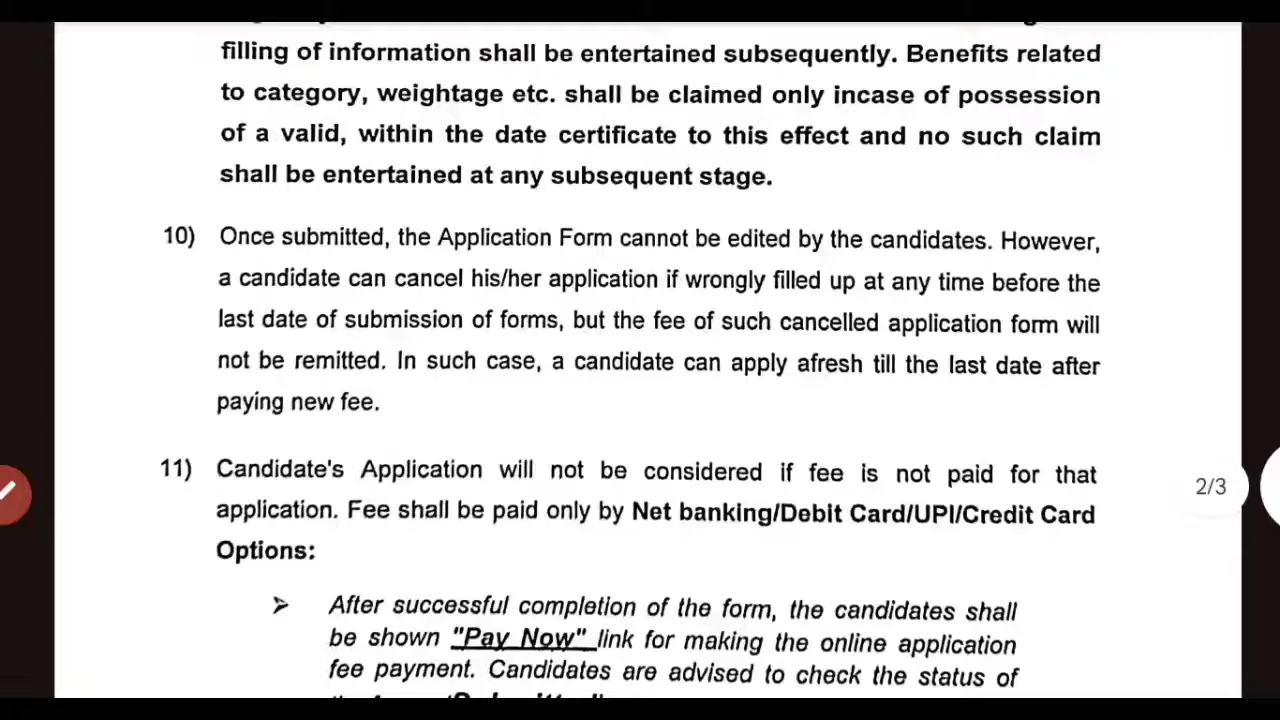 filling of information shall be entertained subsequently. Benefits related
to category, weightage etc. shall be claimed only incase of possession
of a valid, within the date certificate to this effect and no such claim
shall be entertained at any subsequent stage.
10) Once submitted, the Application Form cannot be edited by the candidates. However,
a candidate can cancel his/her application if wrongly filled up at any time before the
last date of submission of forms, but the fee of such cancelled application form will
not be remitted. In such case, a candidate can apply afresh till the last date after
paying new fee.
11) Candidate's Application will not be considered if fee is not paid for that
application. Fee shall be paid only by Net banking/Debit Card/UPI/Credit Card
Options:
2/3
➢ After successful completion of the form, the candidates shall
be shown "Pay Now" link for making the online application
fee payment. Candidates are advised to check the status of